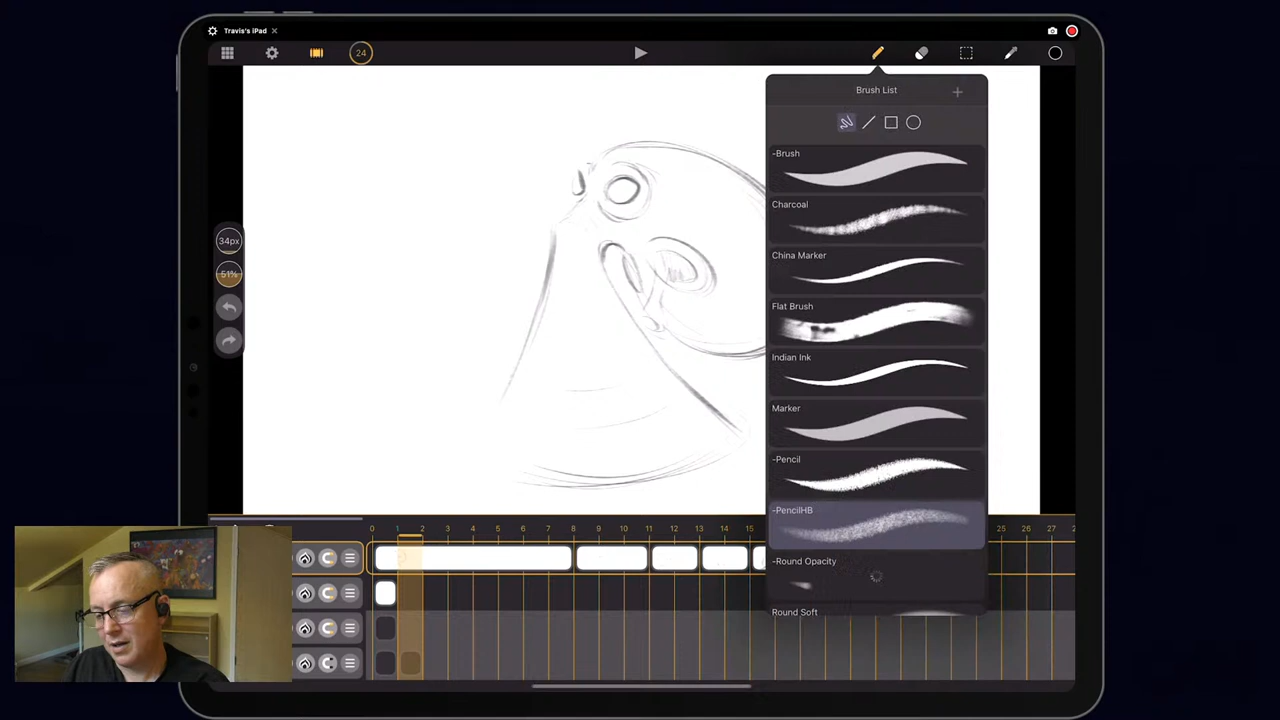 Travis's iPad
24
Brush List
-Brush
Charcoal
34px
China Marker
51%
Flat Brush
Indian Ink
Marker
-Pencil
-PencilHB
0 1 2 3 4 5 6 7 8 9 10 11 12 13 14 15 25 26 27
-Round Opacity
Round Soft